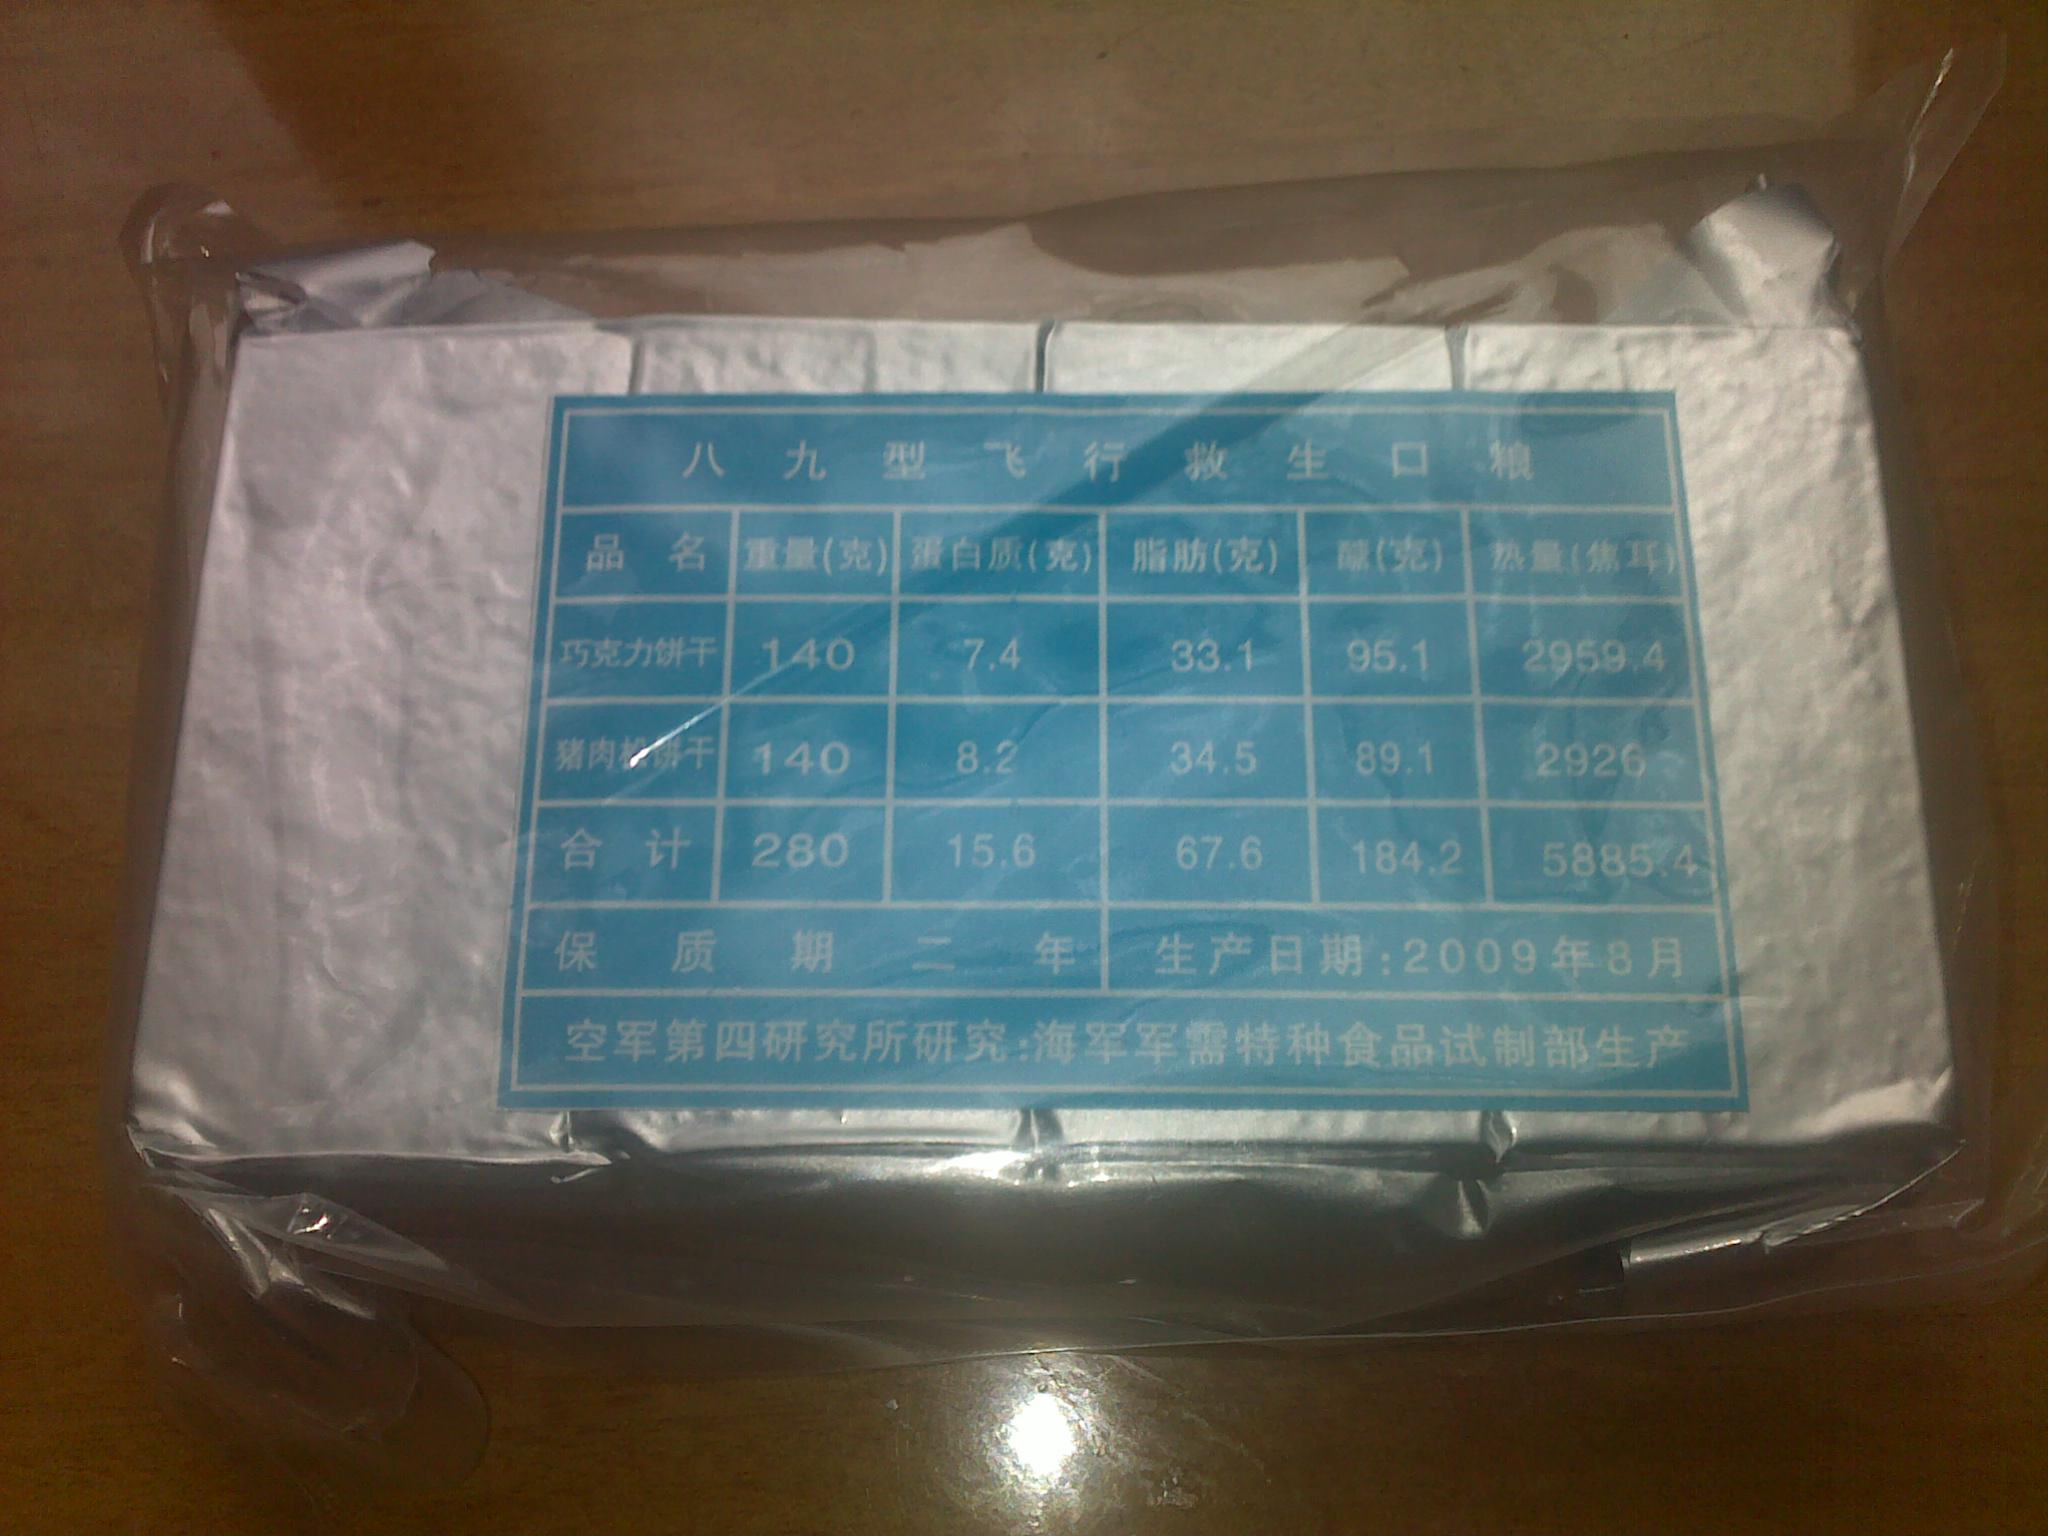 八九型飞行救生口粮
品名 重量(克) 蛋白质(克) 脂肪(克) 醣(克) 热量(焦耳)
巧克力饼干 140 7.4 33.1 95.1 2959.4
猪肉松饼干 140 8.2 34.5 89.1 2926
合计 280 15.6 67.6 184.2 5885.4
保质期二年 生产日期:2009年8月
空军第四研究所研究:海军军需特种食品试制部生产